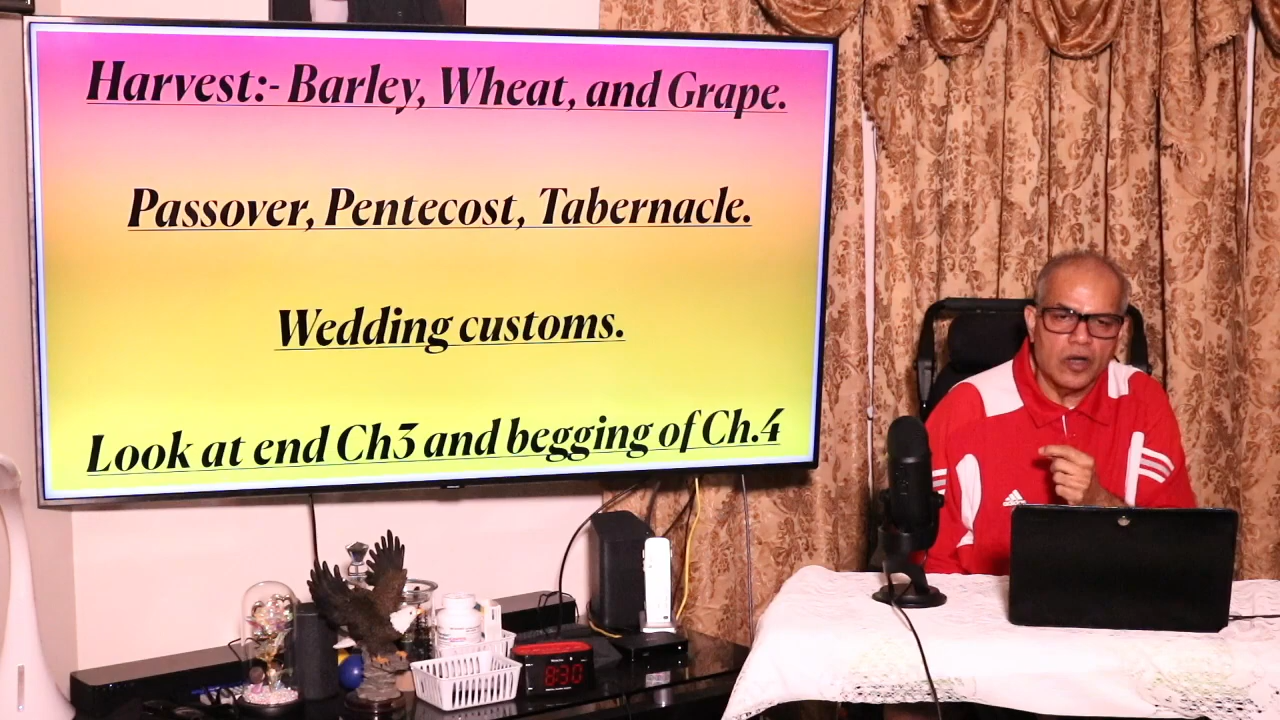 Harvest:- Barley, Wheat, and Grape.
Passover, Pentecost, Tabernacle.
Wedding customs.
Look at end Ch3 and begging of Ch.4
8:30